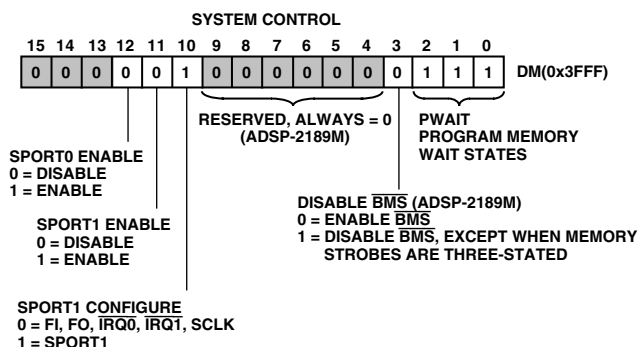 SYSTEM CONTROL
15 14 13 12 11 10 9 8 7 6 5 4 3 2 1 0
0 0 0 0 0 1 0 0 0 0 0 0 0 1 1 1 DM(0x3FFF)
RESERVED, ALWAYS = 0
(ADSP-2189M)
PWAIT
PROGRAM MEMORY
WAIT STATES
SPORT0 ENABLE
0 = DISABLE
1 = ENABLE
DISABLE BMS (ADSP-2189M)
0 = ENABLE BMS
1 = DISABLE BMS, EXCEPT WHEN MEMORY
STROBES ARE THREE-STATED
SPORT1 ENABLE
0 = DISABLE
1 = ENABLE
SPORT1 CONFIGURE
0 = FI, FO, IRQ0, IRQ1, SCLK
1 = SPORT1